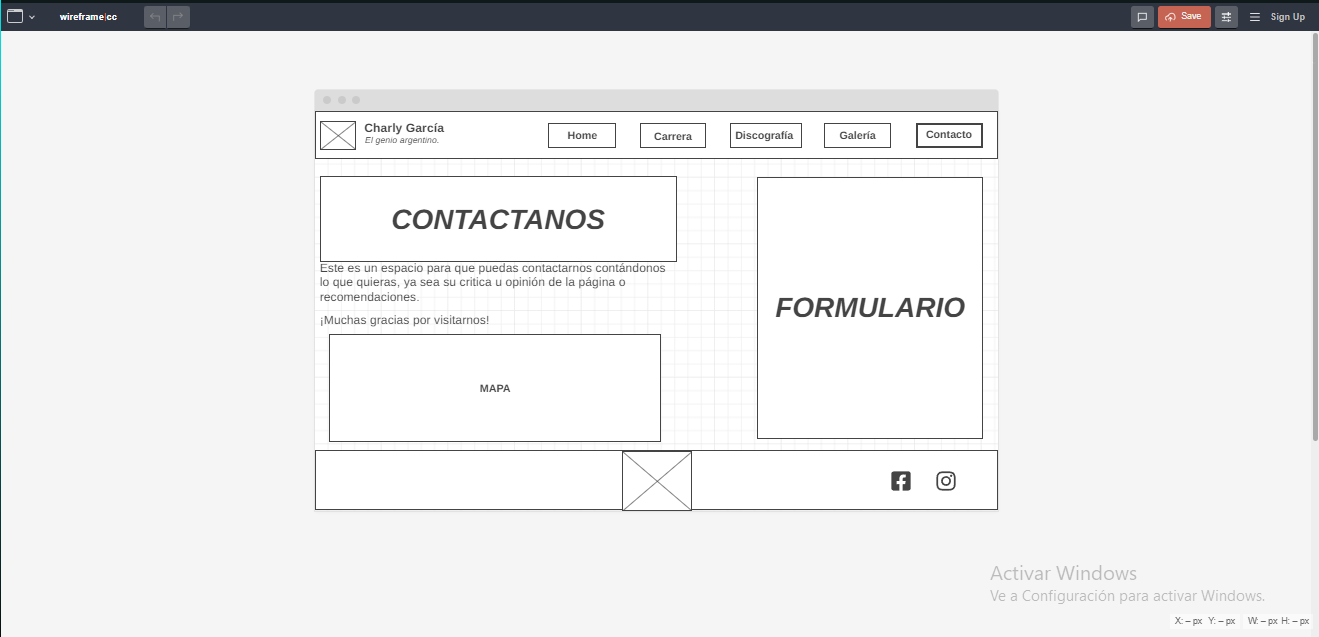 wireframe|cc
Save
Sign Up
Charly García
El genio argentino.
Home
Carrera
Discografía
Galería
Contacto
CONTACTANOS
Este es un espacio para que puedas contactarnos contándonos
lo que quieras, ya sea su critica u opinión de la página o
recomendaciones.
¡Muchas gracias por visitarnos!
MAPA
FORMULARIO
Activar Windows
Ve a Configuración para activar Windows.
X: – px Y: – px W: – px H: – px